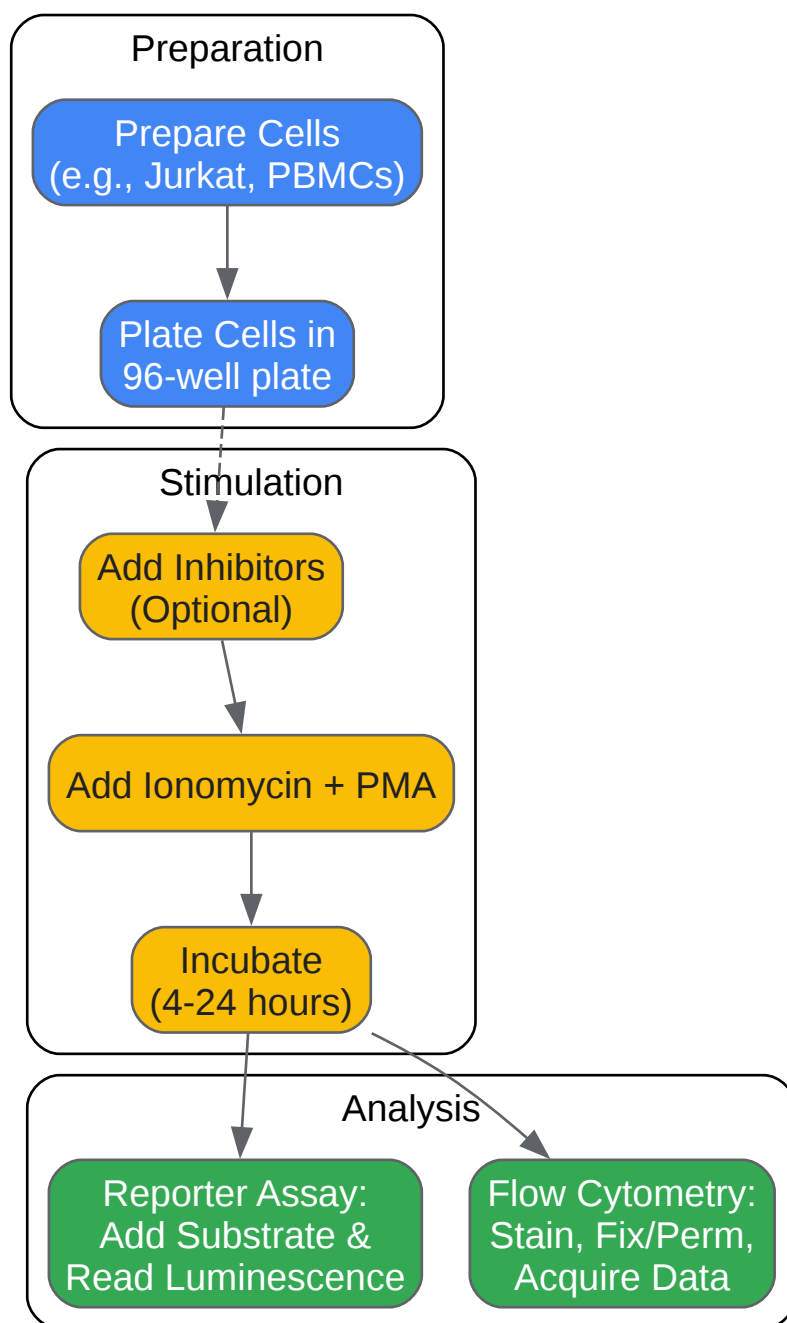 Preparation
Prepare Cells
(e.g., Jurkat, PBMCs)
Plate Cells in
96-well plate
Stimulation
Add Inhibitors
(Optional)
Add Ionomycin + PMA
Incubate
(4-24 hours)
Analysis
Reporter Assay:
Add Substrate &
Read Luminescence
Flow Cytometry:
Stain, Fix/Perm,
Acquire Data